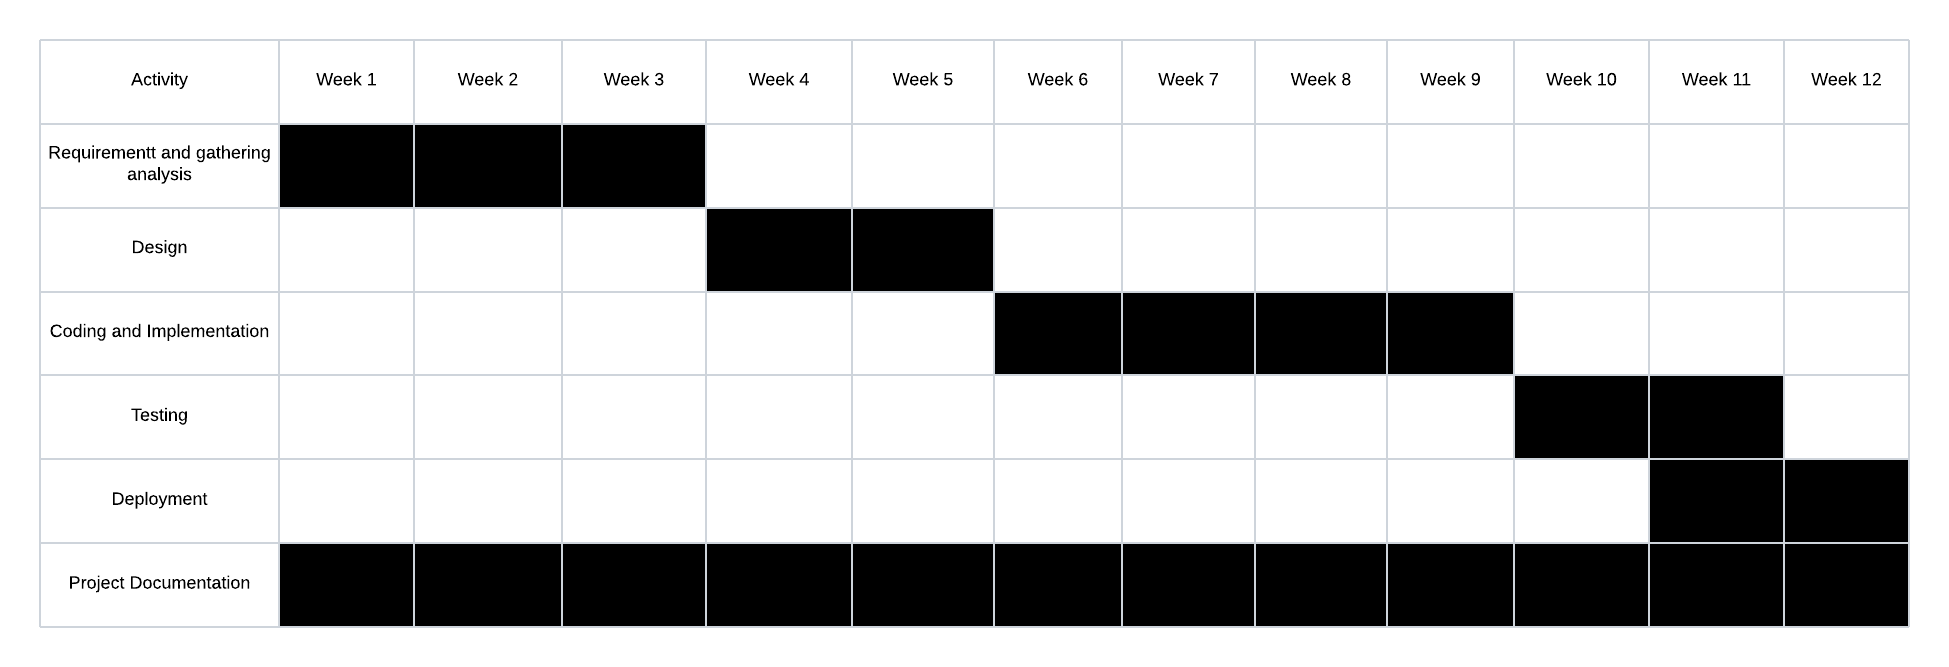 Activity Week 1 Week 2 Week 3 Week 4 Week 5 Week 6 Week 7 Week 8 Week 9 Week 10 Week 11 Week 12
Requirementt and gathering
analysis
Design
Coding and Implementation
Testing
Deployment
Project Documentation